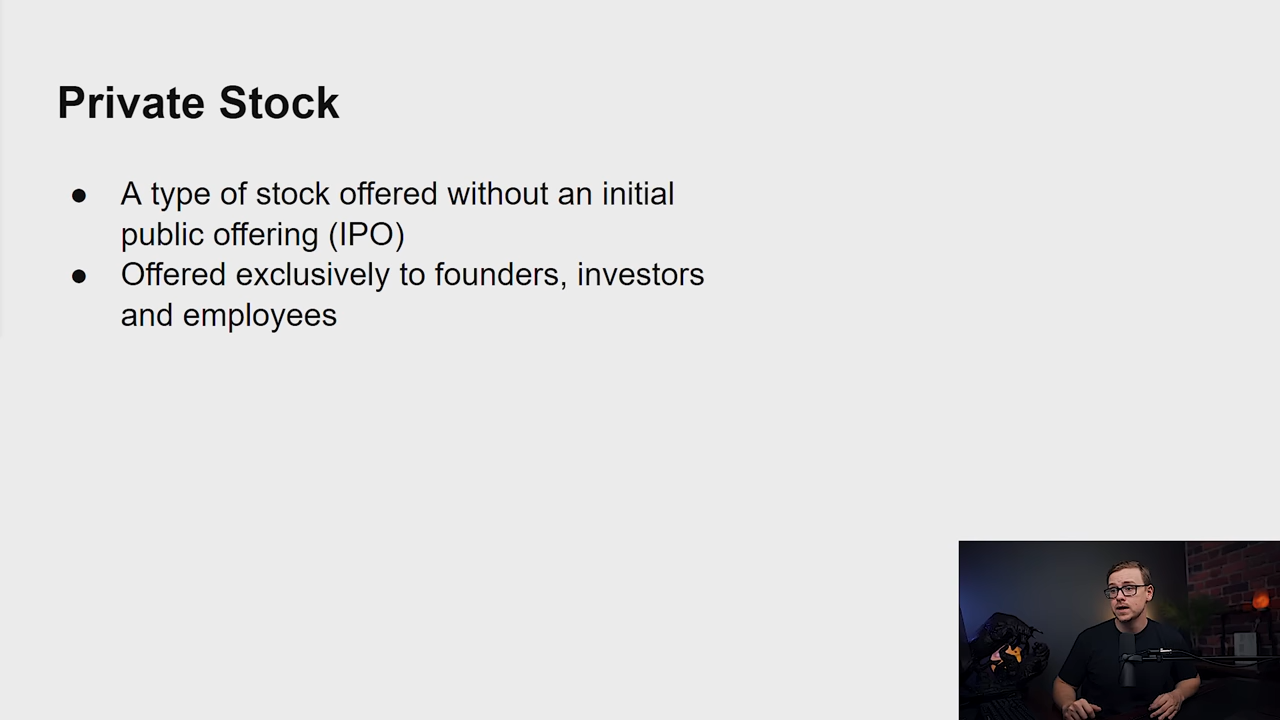 Private Stock
● A type of stock offered without an initial
public offering (IPO)
● Offered exclusively to founders, investors
and employees